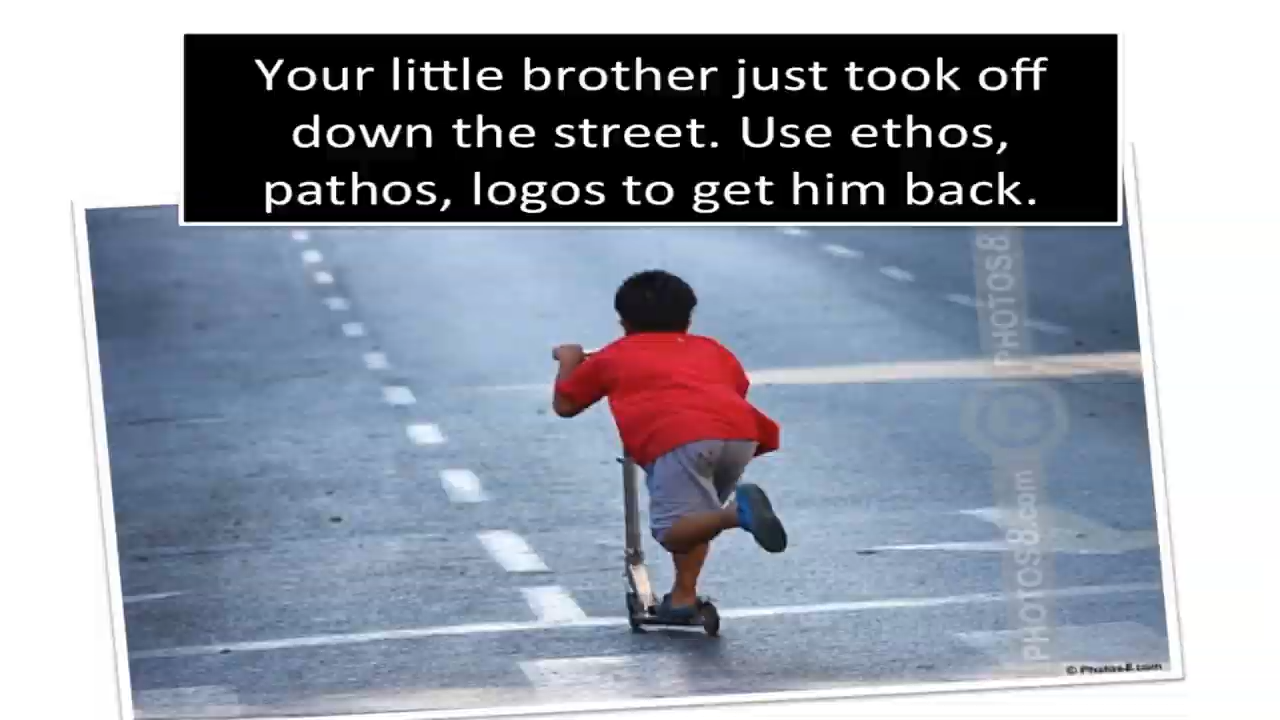 Your little brother just took off
down the street. Use ethos,
pathos, logos to get him back.
PHOTOS8
PHOTOS8.com
© Photos8.com